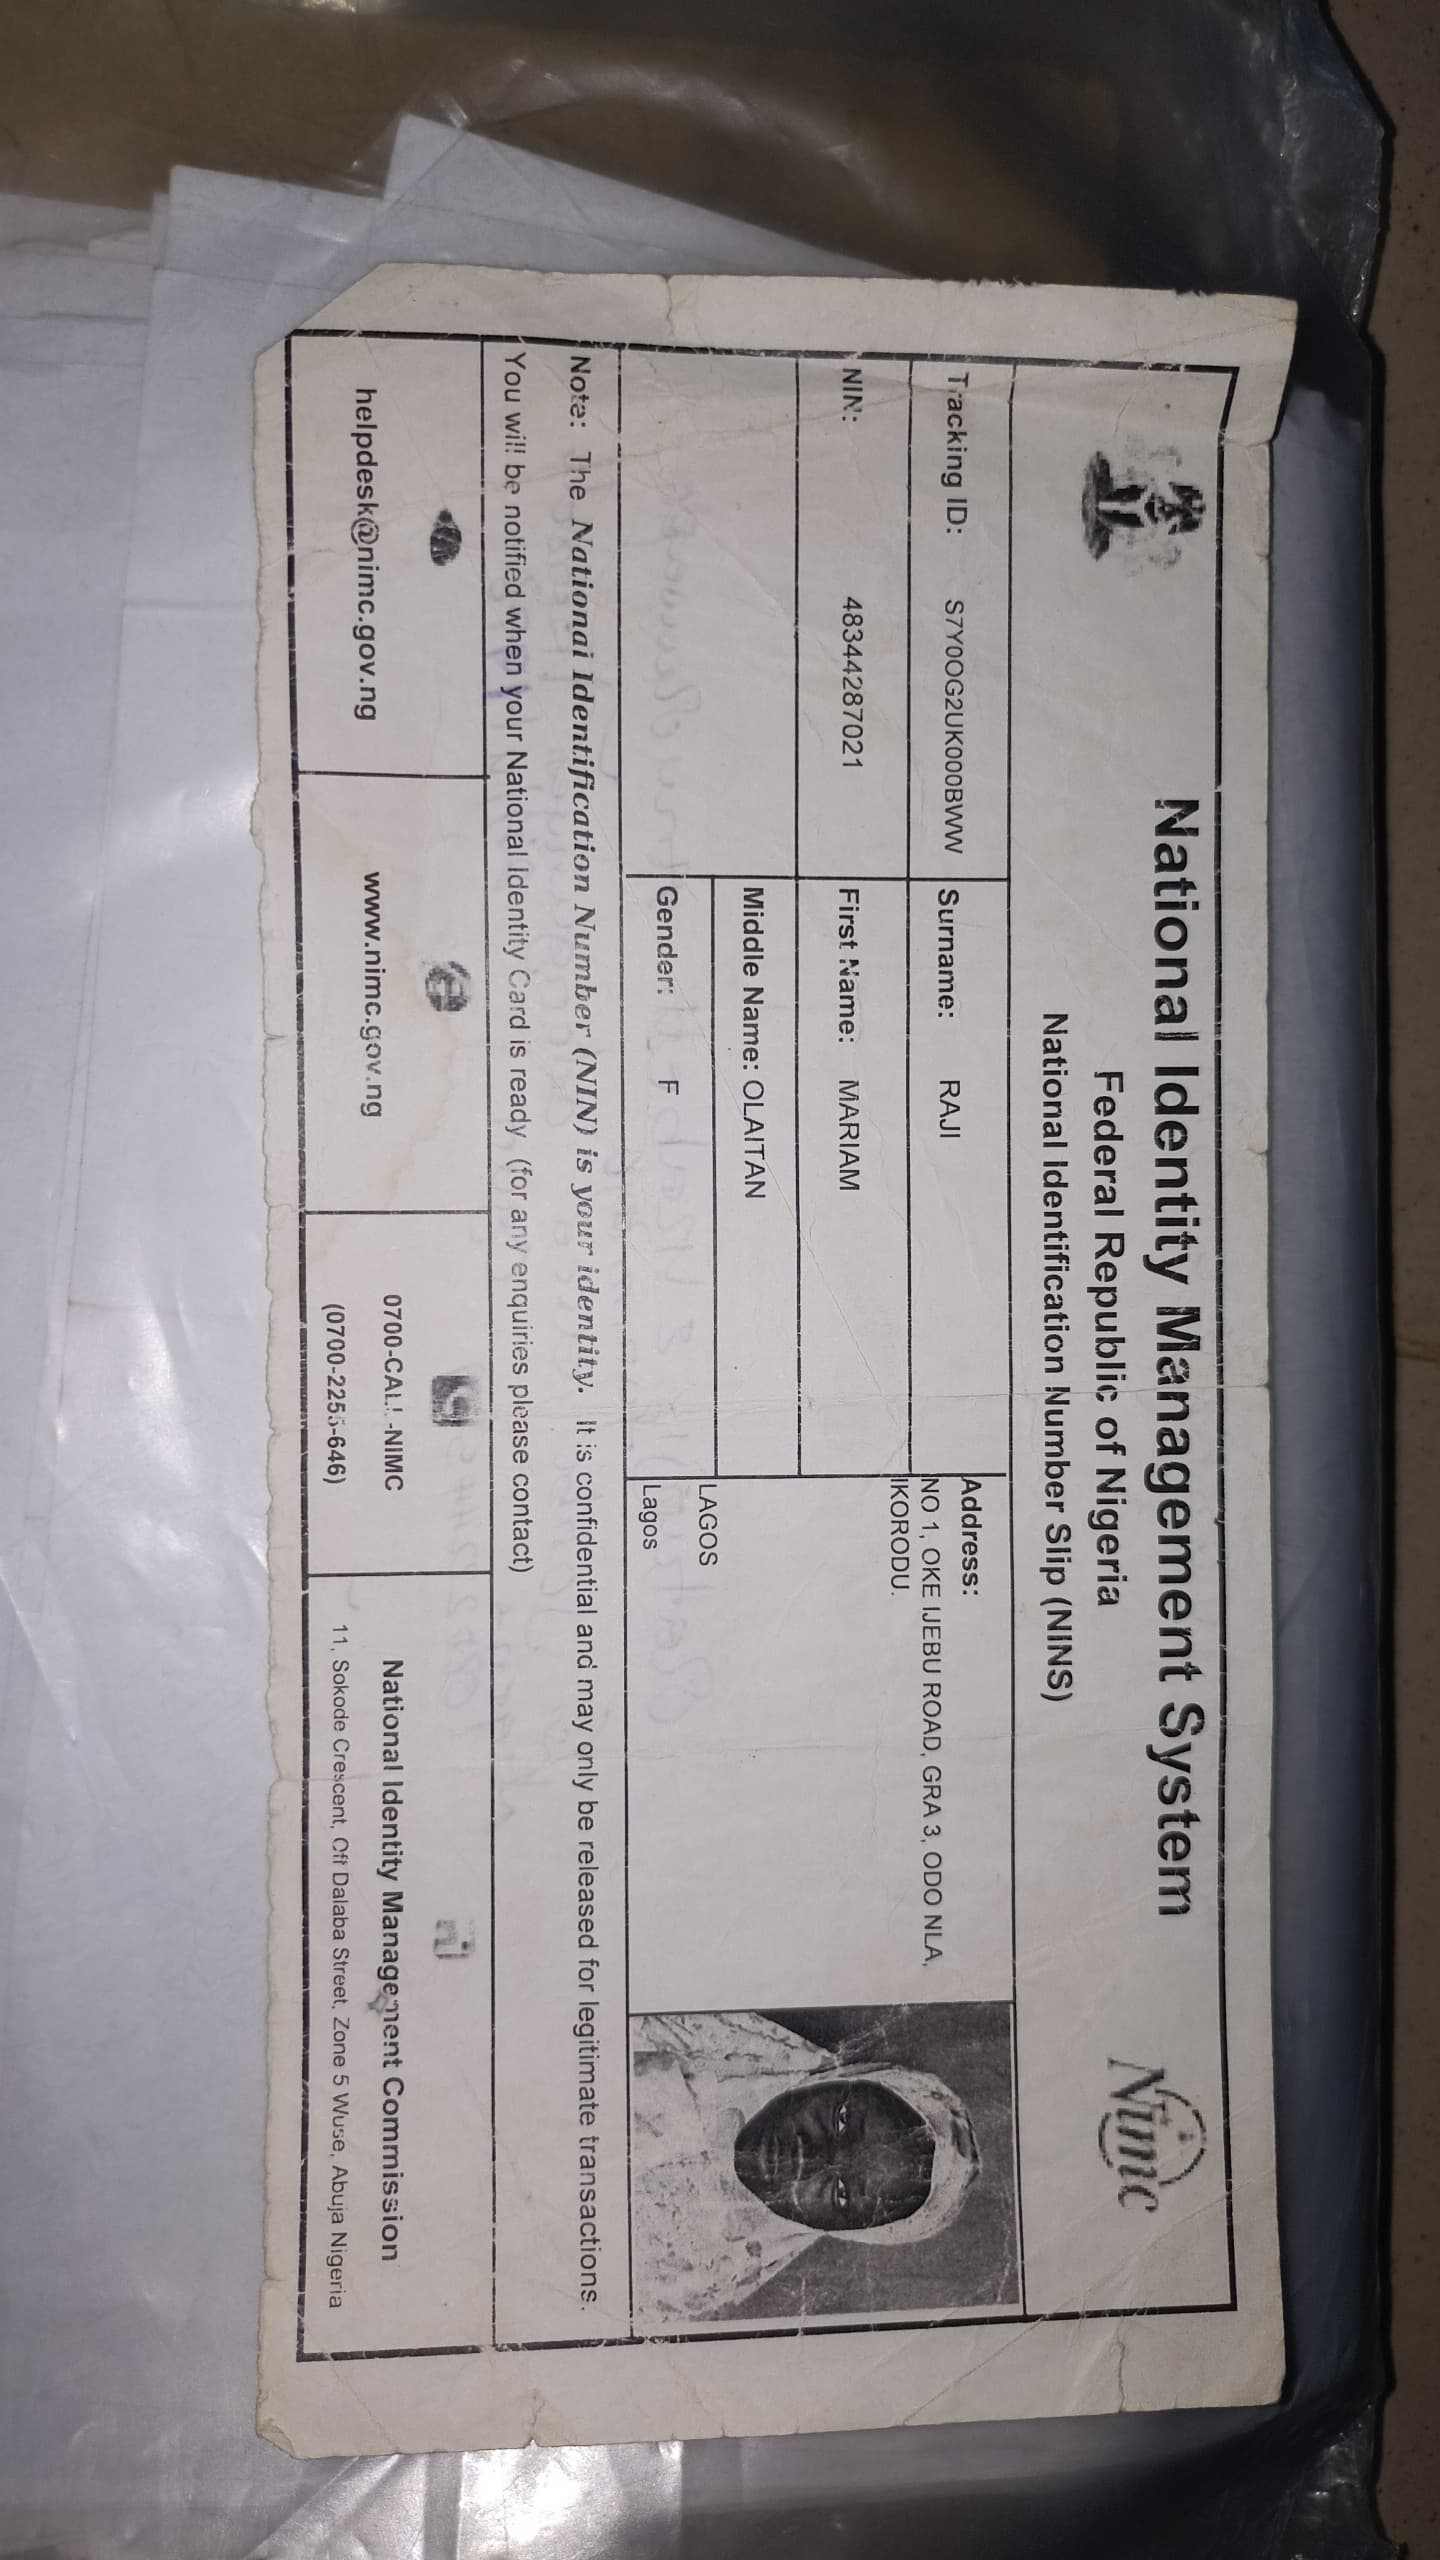 National Identity Management System
Federal Republic of Nigeria
National Identification Number Slip (NINS)
Nimc
Tracking ID: S7Y0OG2UK000BWW
Surname: RAJI
Address:
NO 1, OKE IJEBU ROAD, GRA 3, ODO NLA,
IKORODU.
NIN: 48344287021
First Name: MARIAM
Middle Name: OLAITAN
LAGOS
Gender: F
Lagos
Note: The National Identification Number (NIN) is your identity. It is confidential and may only be released for legitimate transactions.
You will be notified when your National Identity Card is ready (for any enquiries please contact)
helpdesk@nimc.gov.ng
www.nimc.gov.ng
0700-CALL-NIMC
(0700-2255-646)
National Identity Management Commission
11, Sokode Crescent, Off Dalaba Street, Zone 5 Wuse, Abuja Nigeria